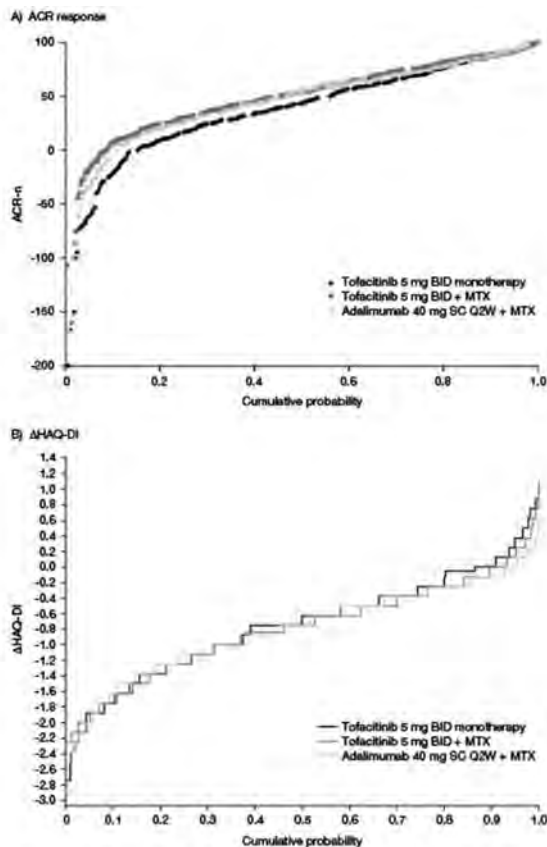 A) ACR response
100
50
0
-50
-100
-150
-200
ACR-n
Tofacitinib 5 mg BID monotherapy
Tofacitinib 5 mg BID + MTX
Adalimumab 40 mg SC Q2W + MTX
0 0.2 0.4 0.6 0.8 1.0
Cumulative probability
B) ΔHAQ-DI
1.4
1.2
1.0
0.8
0.6
0.4
0.2
0.0
-0.2
-0.4
-0.6
-0.8
-1.0
-1.2
-1.4
-1.6
-1.8
-2.0
-2.2
-2.4
-2.6
-2.8
-3.0
ΔHAQ-DI
Tofacitinib 5 mg BID monotherapy
Tofacitinib 5 mg BID + MTX
Adalimumab 40 mg SC Q2W + MTX
0 0.1 0.2 0.3 0.4 0.5 0.6 0.7 0.8 0.9 1.0
Cumulative probability